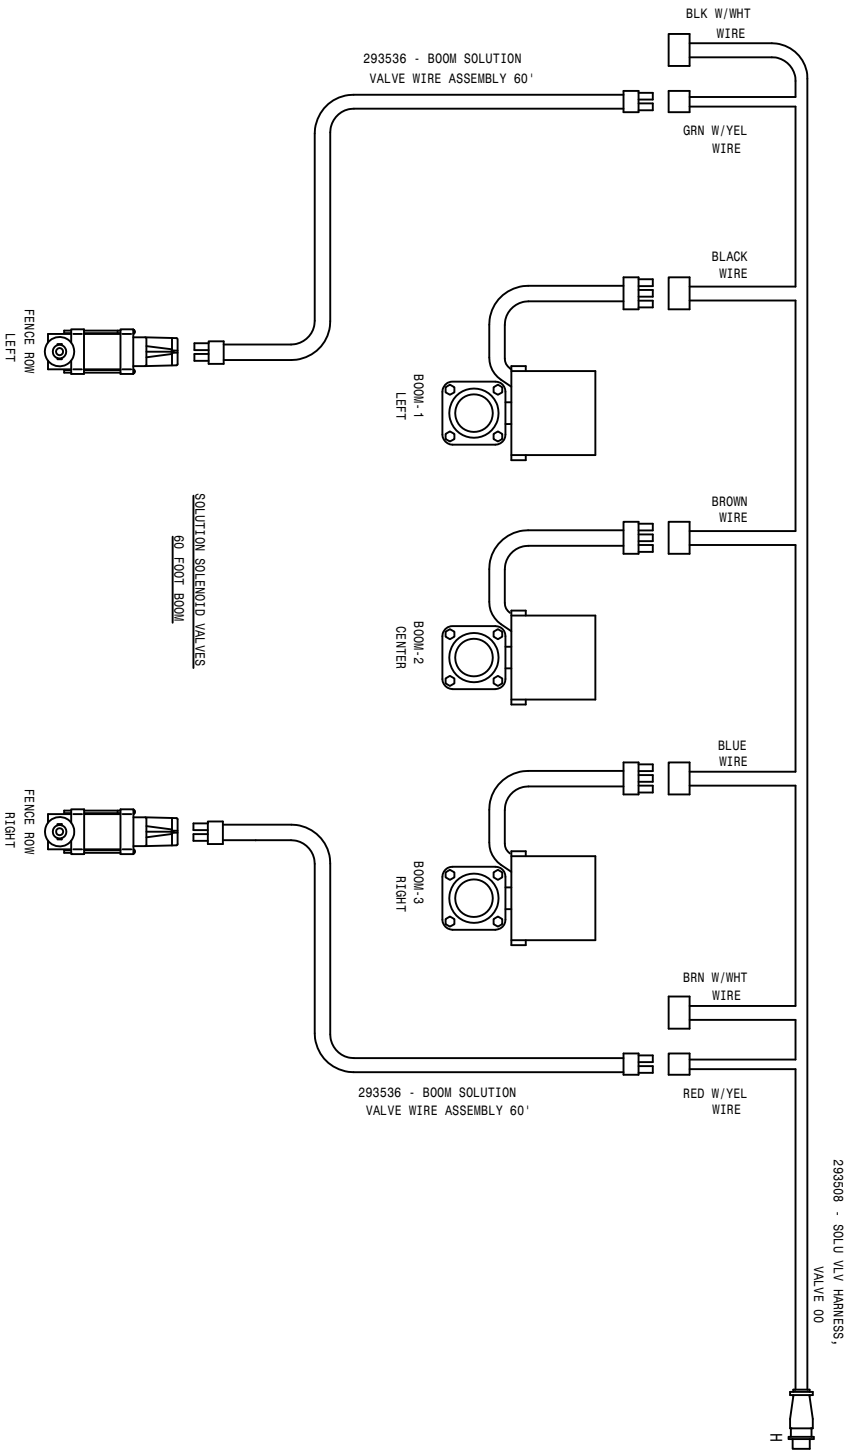 BLK W/WHT
WIRE
293536 - BOOM SOLUTION
VALVE WIRE ASSEMBLY 60'
GRN W/YEL
WIRE
BLACK
WIRE
FENCE ROW
LEFT
BOOM-1
LEFT
BROWN
WIRE
SOLUTION SOLENOID VALVES
60 FOOT BOOM
BOOM-2
CENTER
BLUE
WIRE
FENCE ROW
RIGHT
BOOM-3
RIGHT
BRN W/WHT
WIRE
293536 - BOOM SOLUTION
VALVE WIRE ASSEMBLY 60'
RED W/YEL
WIRE
293508 - SOLU VLV HARNESS,
VALVE OO
H